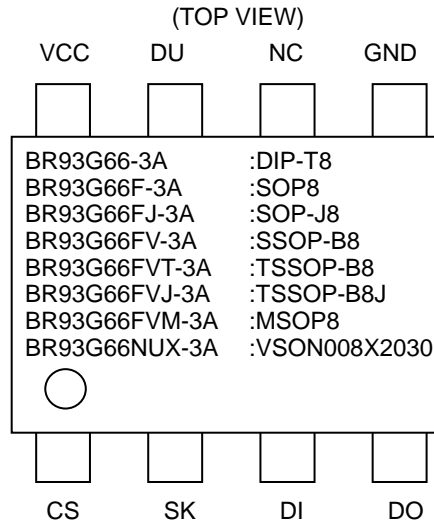 (TOP VIEW)
VCC DU NC GND
BR93G66-3A :DIP-T8
BR93G66F-3A :SOP8
BR93G66FJ-3A :SOP-J8
BR93G66FV-3A :SSOP-B8
BR93G66FVT-3A :TSSOP-B8
BR93G66FVJ-3A :TSSOP-B8J
BR93G66FVM-3A :MSOP8
BR93G66NUX-3A :VSON008X2030
CS SK DI DO